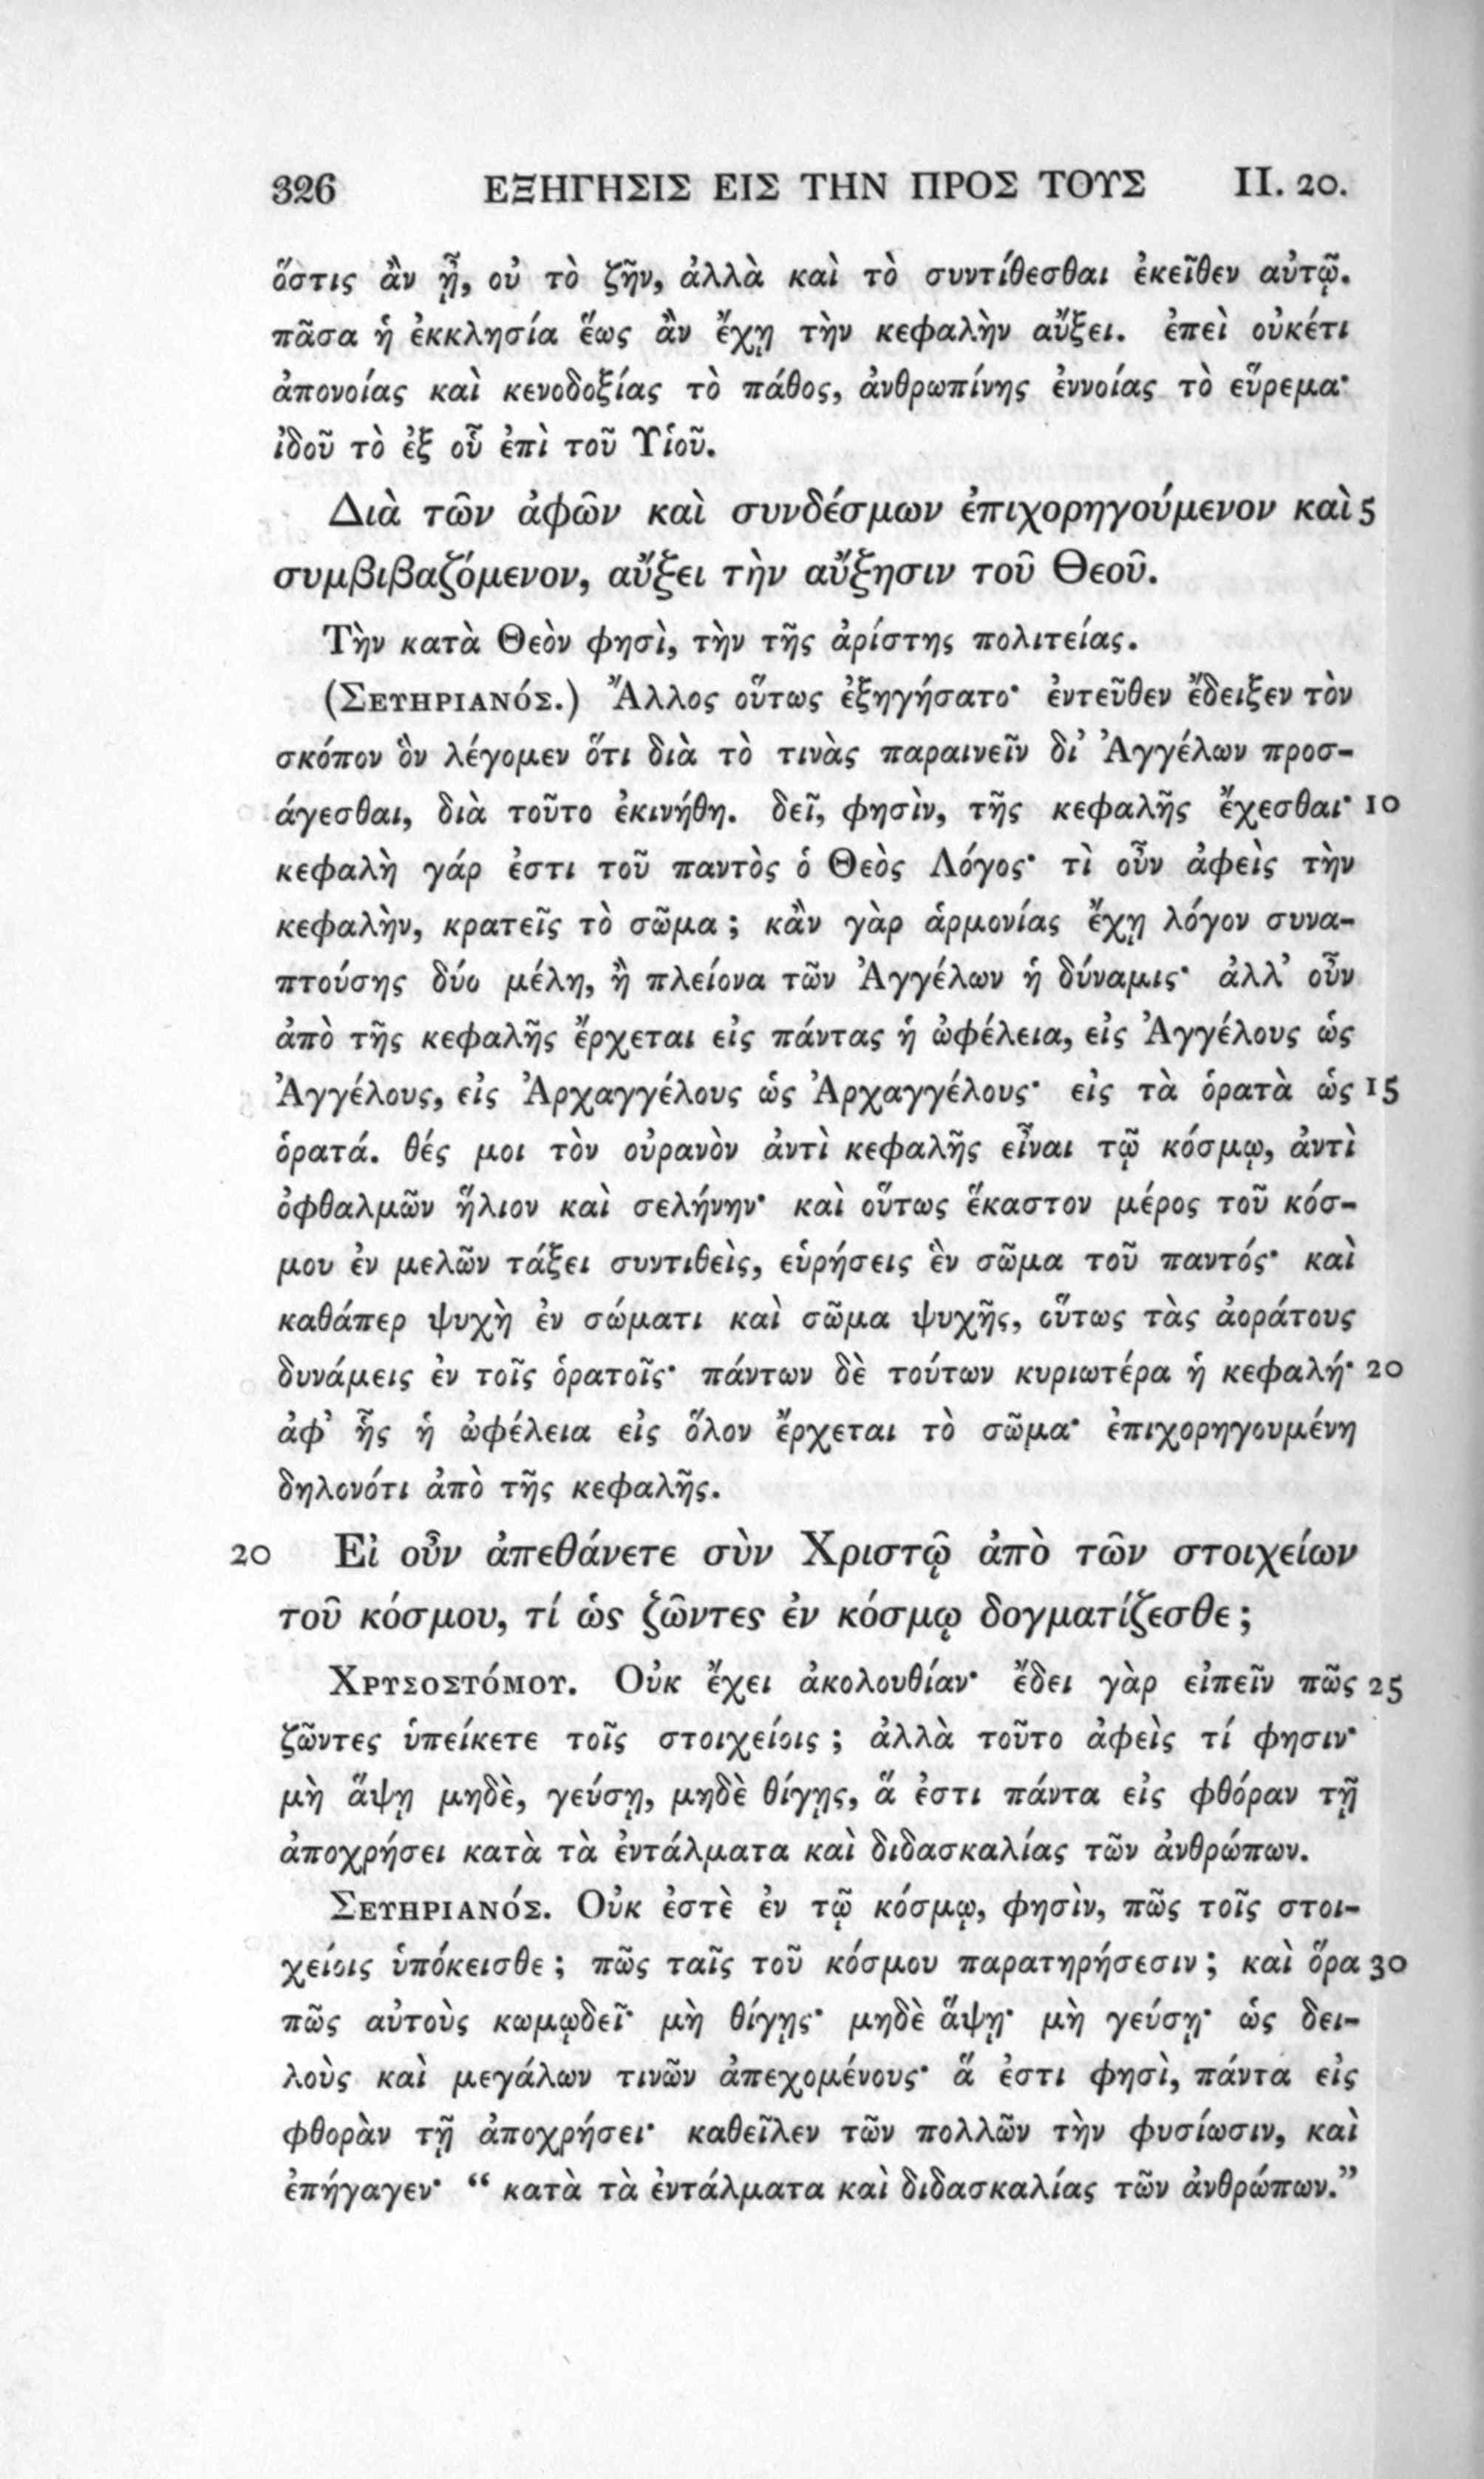 326 ΕΞΗΓΗΣΙΣ ΕΙΣ ΤΗΝ ΠΡΟΣ ΤΟΥΣ II. 20.
ὅστις ἂν ᾖ, οὐ τὸ ζῆν, ἀλλὰ καὶ τὸ συντίθεσθαι ἐκεῖθεν αὐτῷ.
πᾶσα ἡ ἐκκλησία ἕως ἂν ἔχῃ τὴν κεφαλὴν αὔξει. ἐπεὶ οὐκέτι
ἀπονοίας καὶ κενοδοξίας τὸ πάθος, ἀνθρωπίνης ἐννοίας τὸ εὕρεμα·
ἰδοῦ τὸ ἐξ οὗ ἐπὶ τοῦ Υἱοῦ.
Διὰ τῶν ἁφῶν καὶ συνδέσμων ἐπιχορηγούμενον καὶ 5
συμβιβαζόμενον, αὔξει τὴν αὔξησιν τοῦ Θεοῦ.
Τὴν κατὰ Θεὸν φησὶ, τὴν τῆς ἀρίστης πολιτείας.
(ΣΕΥΗΡΙΑΝόΣ.) Ἄλλος οὕτως ἐξηγήσατο· ἐντεῦθεν ἔδειξεν τὸν
σκόπον ὃν λέγομεν ὅτι διὰ τὸ τινὰς παραινεῖν δι' Ἀγγέλων προσ-
άγεσθαι, διὰ τοῦτο ἐκινήθη. δεῖ, φησὶν, τῆς κεφαλῆς ἔχεσθαι· 10
κεφαλὴ γάρ ἐστι τοῦ παντὸς ὁ Θεὸς Λόγος· τὶ οὖν ἀφεὶς τὴν
κεφαλὴν, κρατεῖς τὸ σῶμα ; κἂν γὰρ ἁρμονίας ἔχῃ λόγον συνα-
πτούσης δύο μέλη, ἢ πλείονα τῶν Ἀγγέλων ἡ δύναμις· ἀλλ' οὖν
ἀπὸ τῆς κεφαλῆς ἔρχεται εἰς πάντας ἡ ὠφέλεια, εἰς Ἀγγέλους ὡς
Ἀγγέλους, εἰς Ἀρχαγγέλους ὡς Ἀρχαγγέλους· εἰς τὰ ὁρατὰ ὡς 15
ὁρατά. θές μοι τὸν οὐρανὸν ἀντὶ κεφαλῆς εἶναι τῷ κόσμῳ, ἀντὶ
ὀφθαλμῶν ἥλιον καὶ σελήνην· καὶ οὕτως ἕκαστον μέρος τοῦ κόσ-
μου ἐν μελῶν τάξει συντιθεὶς, εὑρήσεις ἓν σῶμα τοῦ παντός· καὶ
καθάπερ ψυχὴ ἐν σώματι καὶ σῶμα ψυχῆς, οὕτως τὰς ἀοράτους
δυνάμεις ἐν τοῖς ὁρατοῖς· πάντων δὲ τούτων κυριωτέρα ἡ κεφαλή· 20
ἀφ' ἧς ἡ ὠφέλεια εἰς ὅλον ἔρχεται τὸ σῶμα· ἐπιχορηγουμένη
δηλονότι ἀπὸ τῆς κεφαλῆς.
20 Εἰ οὖν ἀπεθάνετε σὺν Χριστῷ ἀπὸ τῶν στοιχείων
τοῦ κόσμου, τί ὡς ζῶντες ἐν κόσμῳ δογματίζεσθε ;
ΧΡΥΣΟΣΤόΜΟΥ. Οὐκ ἔχει ἀκολουθίαν· ἔδει γὰρ εἰπεῖν πῶς 25
ζῶντες ὑπείκετε τοῖς στοιχείοις ; ἀλλὰ τοῦτο ἀφεὶς τί φησιν·
μὴ ἅψῃ μηδὲ, γεύσῃ, μηδὲ θίγῃς, ἅ ἐστι πάντα εἰς φθόραν τῇ
ἀποχρήσει κατὰ τὰ ἐντάλματα καὶ διδασκαλίας τῶν ἀνθρώπων.
ΣΕΥΗΡΙΑΝόΣ. Οὐκ ἐστὲ ἐν τῷ κόσμῳ, φησὶν, πῶς τοῖς στοι-
χείοις ὑπόκεισθε ; πῶς ταῖς τοῦ κόσμου παρατηρήσεσιν ; καὶ ὅρα 30
πῶς αὐτοὺς κωμῳδεῖ· μὴ θίγῃς· μηδὲ ἅψῃ· μὴ γεύσῃ· ὡς δει-
λοὺς καὶ μεγάλων τινῶν ἀπεχομένους· ἅ ἐστι φησὶ, πάντα εἰς
φθορὰν τῇ ἀποχρήσει· καθεῖλεν τῶν πολλῶν τὴν φυσίωσιν, καὶ
ἐπήγαγεν· “ κατὰ τὰ ἐντάλματα καὶ διδασκαλίας τῶν ἀνθρώπων.”